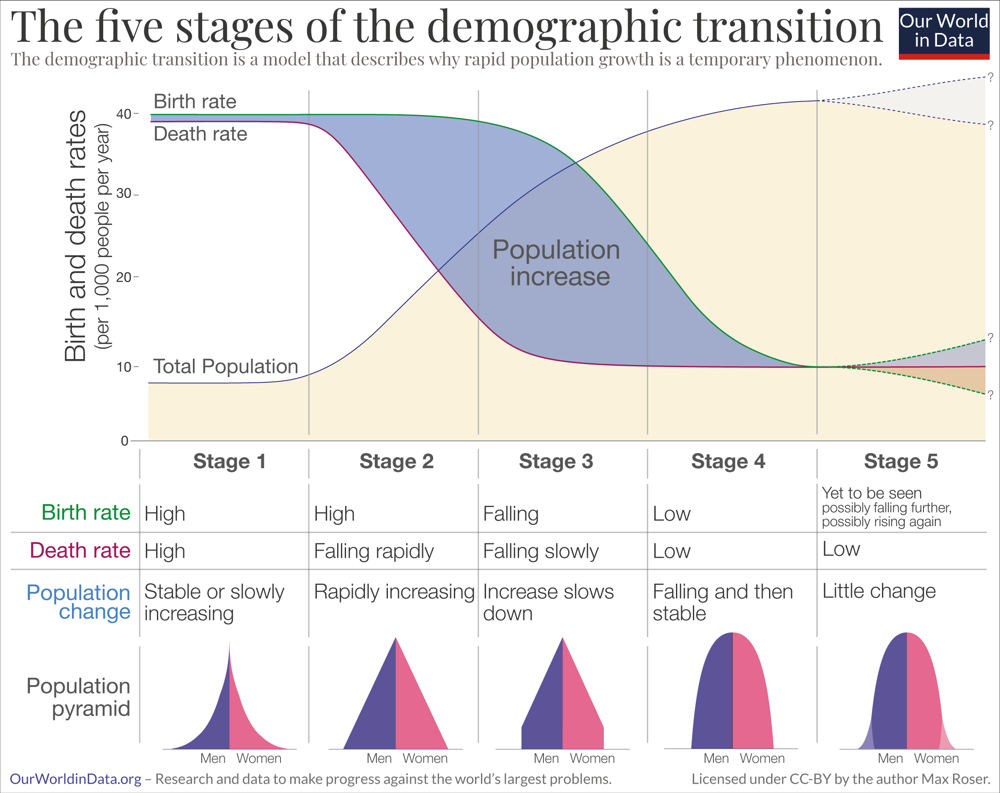 The five stages of the demographic transition
Our World
in Data
The demographic transition is a model that describes why rapid population growth is a temporary phenomenon.
Birth and death rates
(per 1,000 people per year)
40
30
20
10
0
Birth rate
Death rate
Total Population
Population
increase
?
?
?
?
Stage 1
Stage 2
Stage 3
Stage 4
Stage 5
Birth rate
High
High
Falling
Low
Yet to be seen
possibly falling further,
possibly rising again
Death rate
High
Falling rapidly
Falling slowly
Low
Low
Population
change
Stable or slowly
increasing
Rapidly increasing
Increase slows
down
Falling and then
stable
Little change
Population
pyramid
Men Women
Men Women
Men Women
Men Women
Men Women
OurWorldinData.org – Research and data to make progress against the world's largest problems.
Licensed under CC-BY by the author Max Roser.